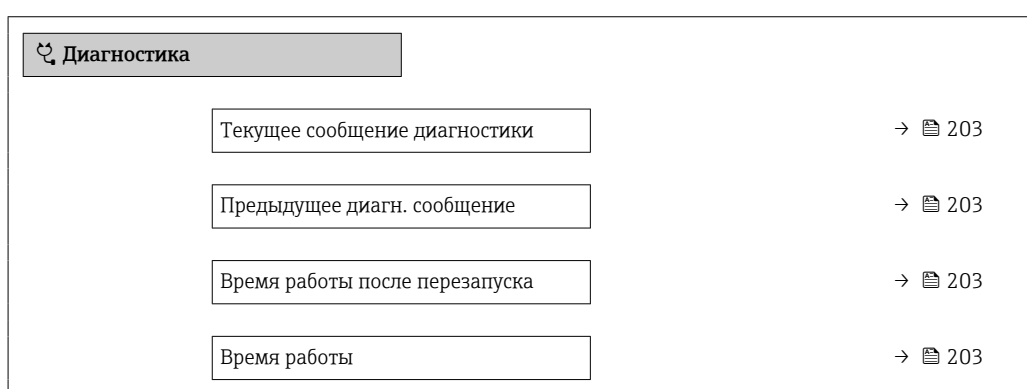 Диагностика
Текущее сообщение диагностики → 203
Предыдущее диагн. сообщение → 203
Время работы после перезапуска → 203
Время работы → 203